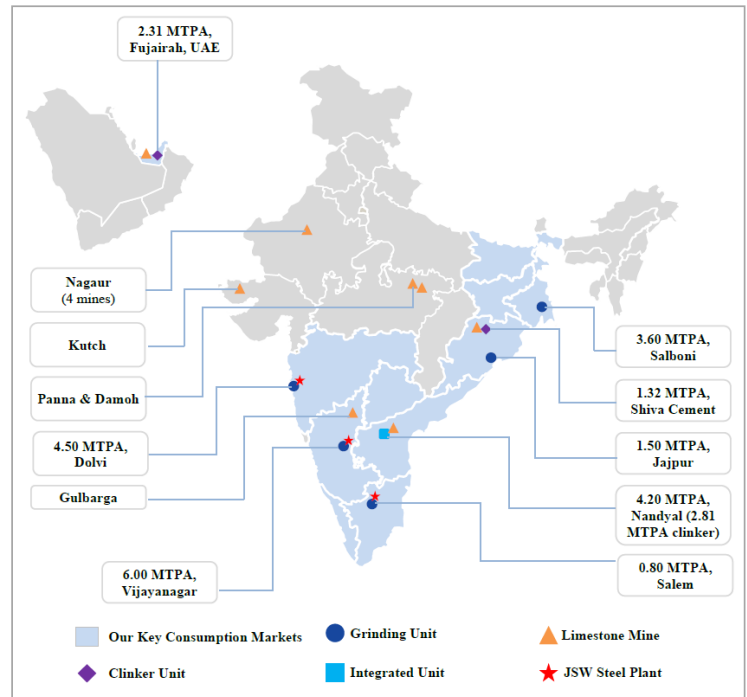 2.31 MTPA,
Fujairah, UAE
Nagaur
(4 mines)
Kutch
Panna & Damoh
4.50 MTPA,
Dolvi
Gulbarga
6.00 MTPA,
Vijayanagar
3.60 MTPA,
Salboni
1.32 MTPA,
Shiva Cement
1.50 MTPA,
Jajpur
4.20 MTPA,
Nandyal (2.81
MTPA clinker)
0.80 MTPA,
Salem
Our Key Consumption Markets
Grinding Unit
Limestone Mine
Clinker Unit
Integrated Unit
JSW Steel Plant